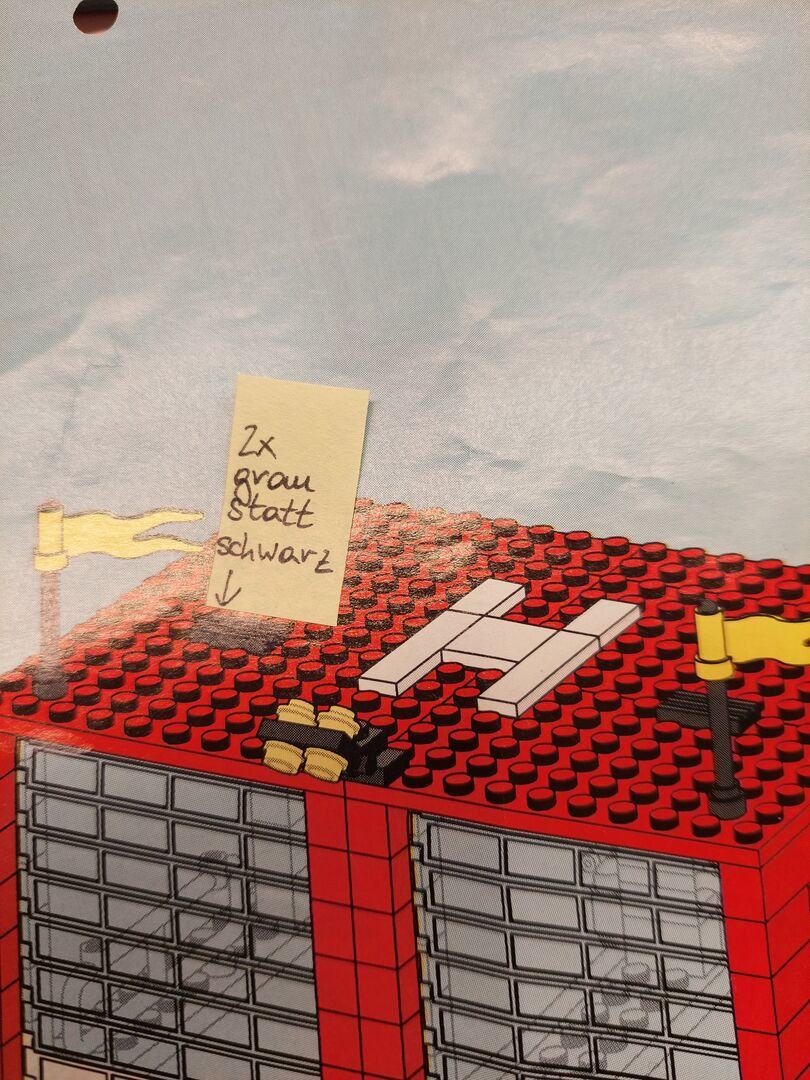 2x
grau
statt
schwarz
↓
H